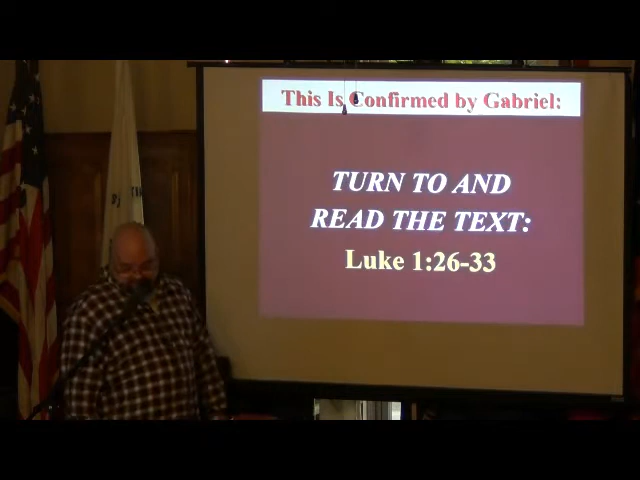 This Is Confirmed by Gabriel:
TURN TO AND
READ THE TEXT:
Luke 1:26-33